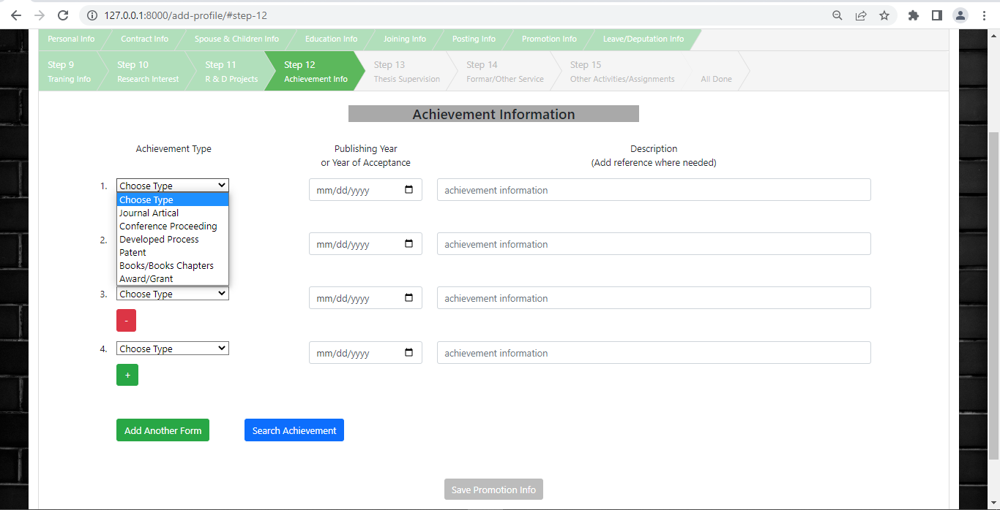 127.0.0.1:8000/add-profile/#step-12
Personal Info Contract Info Spouse & Children Info Education Info Joining Info Posting Info Promotion Info Leave/Deputation Info
Step 9 Step 10 Step 11 Step 12 Step 13 Step 14 Step 15
Traning Info Research Interest R & D Projects Achievement Info Thesis Supervision Formar/Other Service Other Activities/Assignments All Done
Achievement Information
Achievement Type Publishing Year Description
or Year of Acceptance (Add reference where needed)
1. Choose Type mm/dd/yyyy achievement information
Choose Type
Journal Artical
Conference Proceeding
2. Developed Process mm/dd/yyyy achievement information
Patent
Books/Books Chapters
Award/Grant
3. Choose Type mm/dd/yyyy achievement information
-
4. Choose Type mm/dd/yyyy achievement information
+
Add Another Form Search Achievement
Save Promotion Info